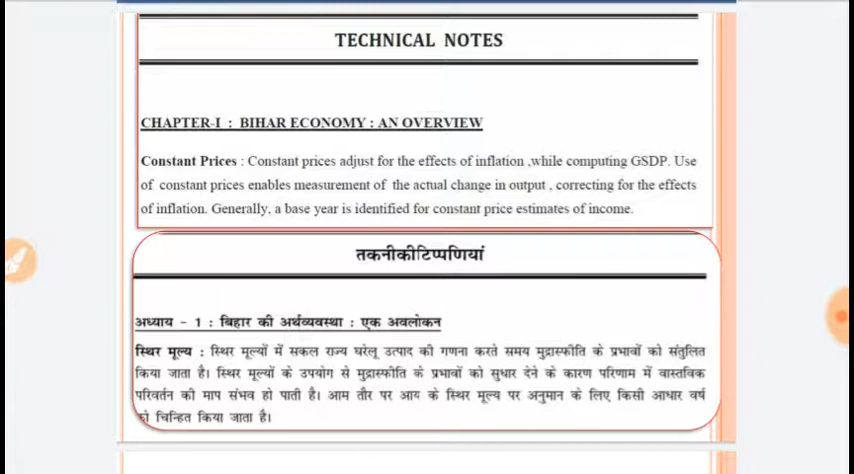 TECHNICAL NOTES
CHAPTER-I : BIHAR ECONOMY : AN OVERVIEW
Constant Prices : Constant prices adjust for the effects of inflation ,while computing GSDP. Use
of constant prices enables measurement of the actual change in output , correcting for the effects
of inflation. Generally, a base year is identified for constant price estimates of income.
तकनीकीटिप्पणियां
अध्याय - 1 : बिहार की अर्थव्यवस्था : एक अवलोकन
स्थिर मूल्य : स्थिर मूल्यों में सकल राज्य घरेलू उत्पाद की गणना करते समय मुद्रास्फीति के प्रभावों को संतुलित
किया जाता है। स्थिर मूल्यों के उपयोग से मुद्रास्फीति के प्रभावों को सुधार देने के कारण परिणाम में वास्तविक
परिवर्तन की माप संभव हो पाती है। आम तौर पर आय के स्थिर मूल्य पर अनुमान के लिए किसी आधार वर्ष
को चिन्हित किया जाता है।